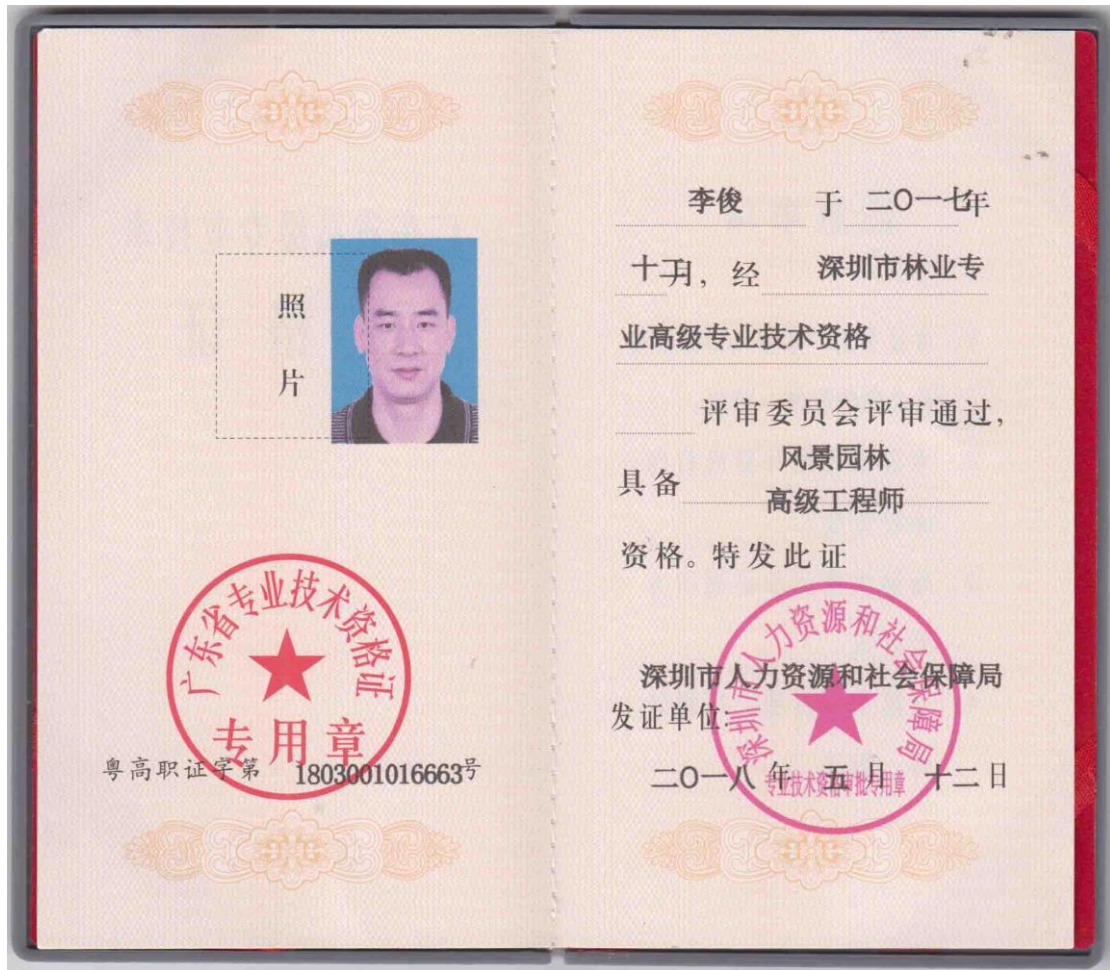 照
片
广东省专业技术资格证
专用章
粤高职证字第 1803001016663号
李俊 于 二〇一七年
十二月，经 深圳市林业专
业高级专业技术资格
评审委员会评审通过，
具备 风景园林
高级工程师
资格。特发此证
深圳市人力资源和社会保障局
深圳市人力资源和社会保障局
发证单位：
二〇一八 年 五 月 十二 日
专业技术资格审批专用章